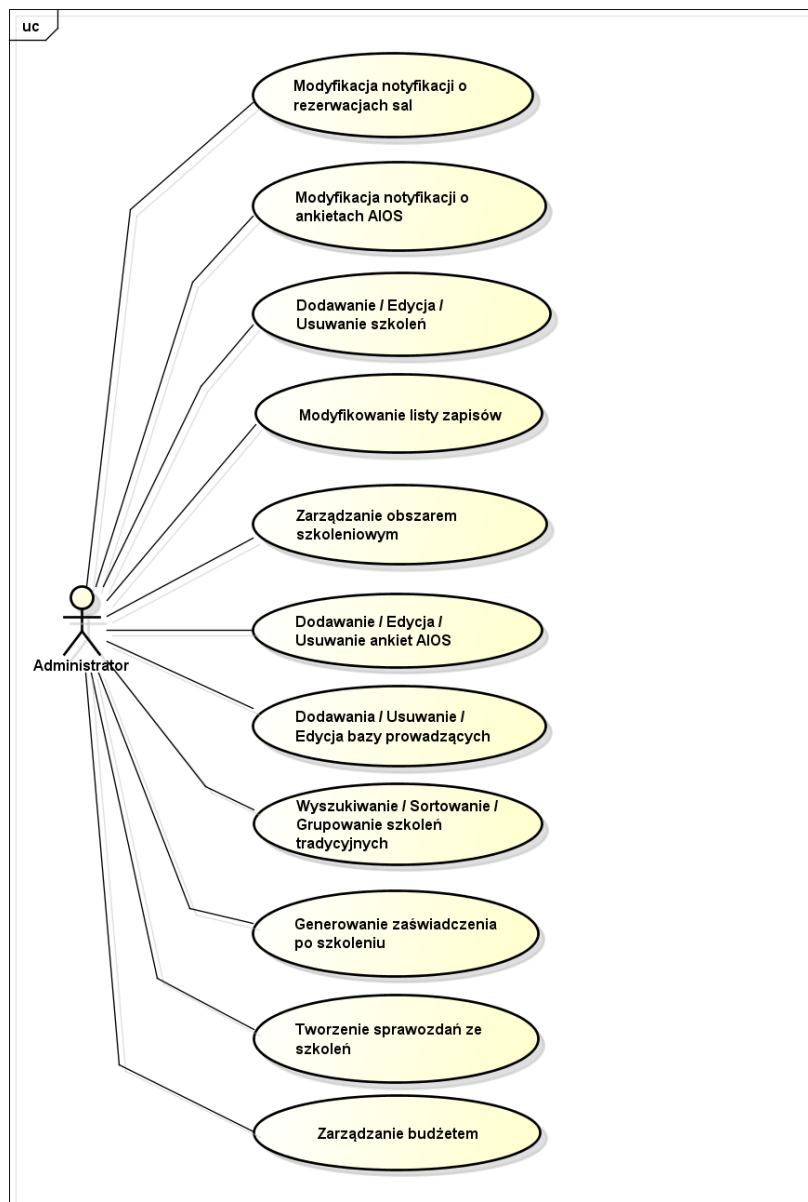 uc
Modyfikacja notyfikacji o
rezerwacjach sal
Modyfikacja notyfikacji o
ankietach AIOS
Dodawanie / Edycja /
Usuwanie szkoleń
Modyfikowanie listy zapisów
Zarządzanie obszarem
szkoleniowym
Administrator
Dodawanie / Edycja /
Usuwanie ankiet AIOS
Dodawania / Usuwanie /
Edycja bazy prowadzących
Wyszukiwanie / Sortowanie /
Grupowanie szkoleń
tradycyjnych
Generowanie zaświadczenia
po szkoleniu
Tworzenie sprawozdań ze
szkoleń
Zarządzanie budżetem